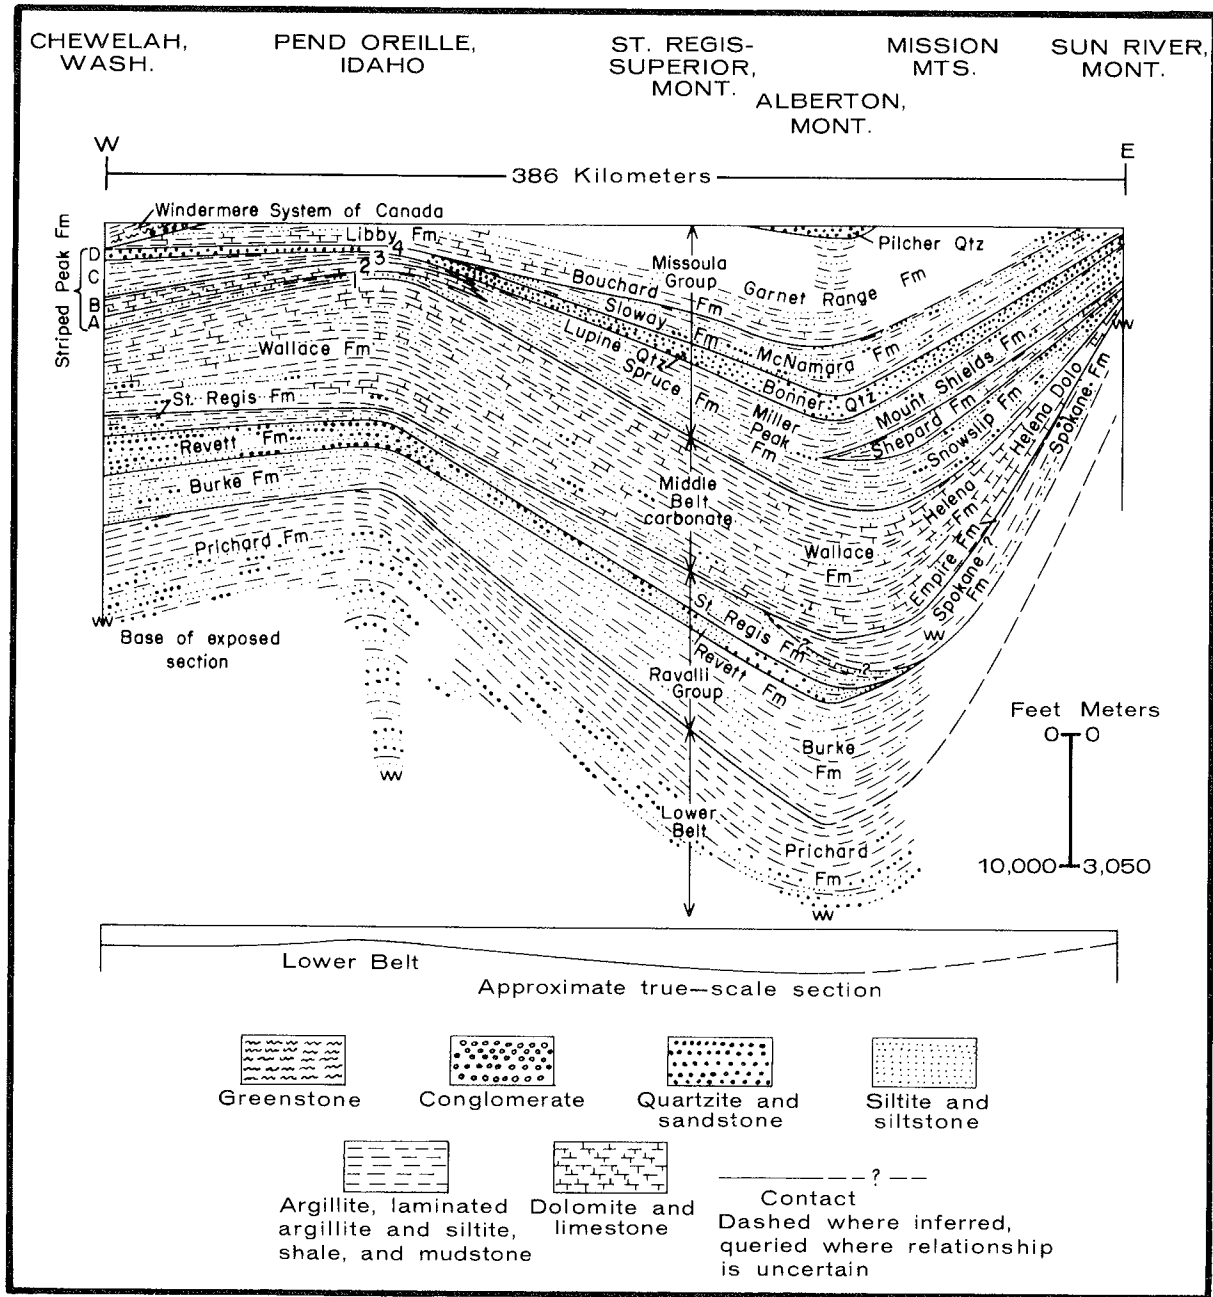 CHEWELAH,
WASH.
PEND OREILLE,
IDAHO
ST. REGIS-
SUPERIOR,
MONT.
ALBERTON,
MONT.
MISSION
MTS.
SUN RIVER,
MONT.
W
E
386 Kilometers
Windermere System of Canada
Libby Fm
Striped Peak Fm
D
C
B
A
4
3
2
1
Pilcher Qtz
Missoula
Group
Garnet Range
Fm
Bouchard Fm
Sloway Fm
McNamara Fm
Lupine Qtz
Bonner Qtz
Spruce Fm
Mount Shields Fm
Miller
Peak
Fm
Shepard Fm
Snowslip Fm
Helena Dolo
Spokane Fm
Wallace Fm
St. Regis Fm
Revett Fm
Burke Fm
Prichard Fm
Base of exposed
section
Middle
Belt
carbonate
Wallace
Fm
Helena
Fm
Empire Fm
Spokane ?
Fm
?
St. Regis Fm
?
?
Revett Fm
Ravalli
Group
Burke
Fm
Lower
Belt
Prichard
Fm
Feet Meters
0 0
10,000 3,050
Lower Belt
Approximate true-scale section
Greenstone
Conglomerate
Quartzite and
sandstone
Siltite and
siltstone
Argillite, laminated
argillite and siltite,
shale, and mudstone
Dolomite and
limestone
?
Contact
Dashed where inferred,
queried where relationship
is uncertain